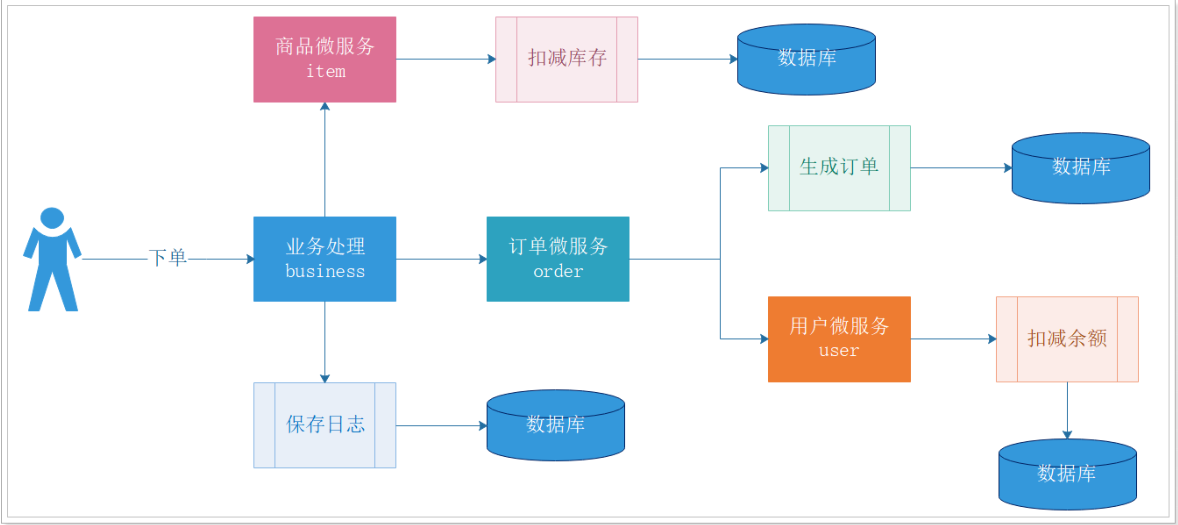 商品微服务
item
扣减库存
数据库
生成订单
数据库
下单
业务处理
business
订单微服务
order
用户微服务
user
扣减余额
保存日志
数据库
数据库